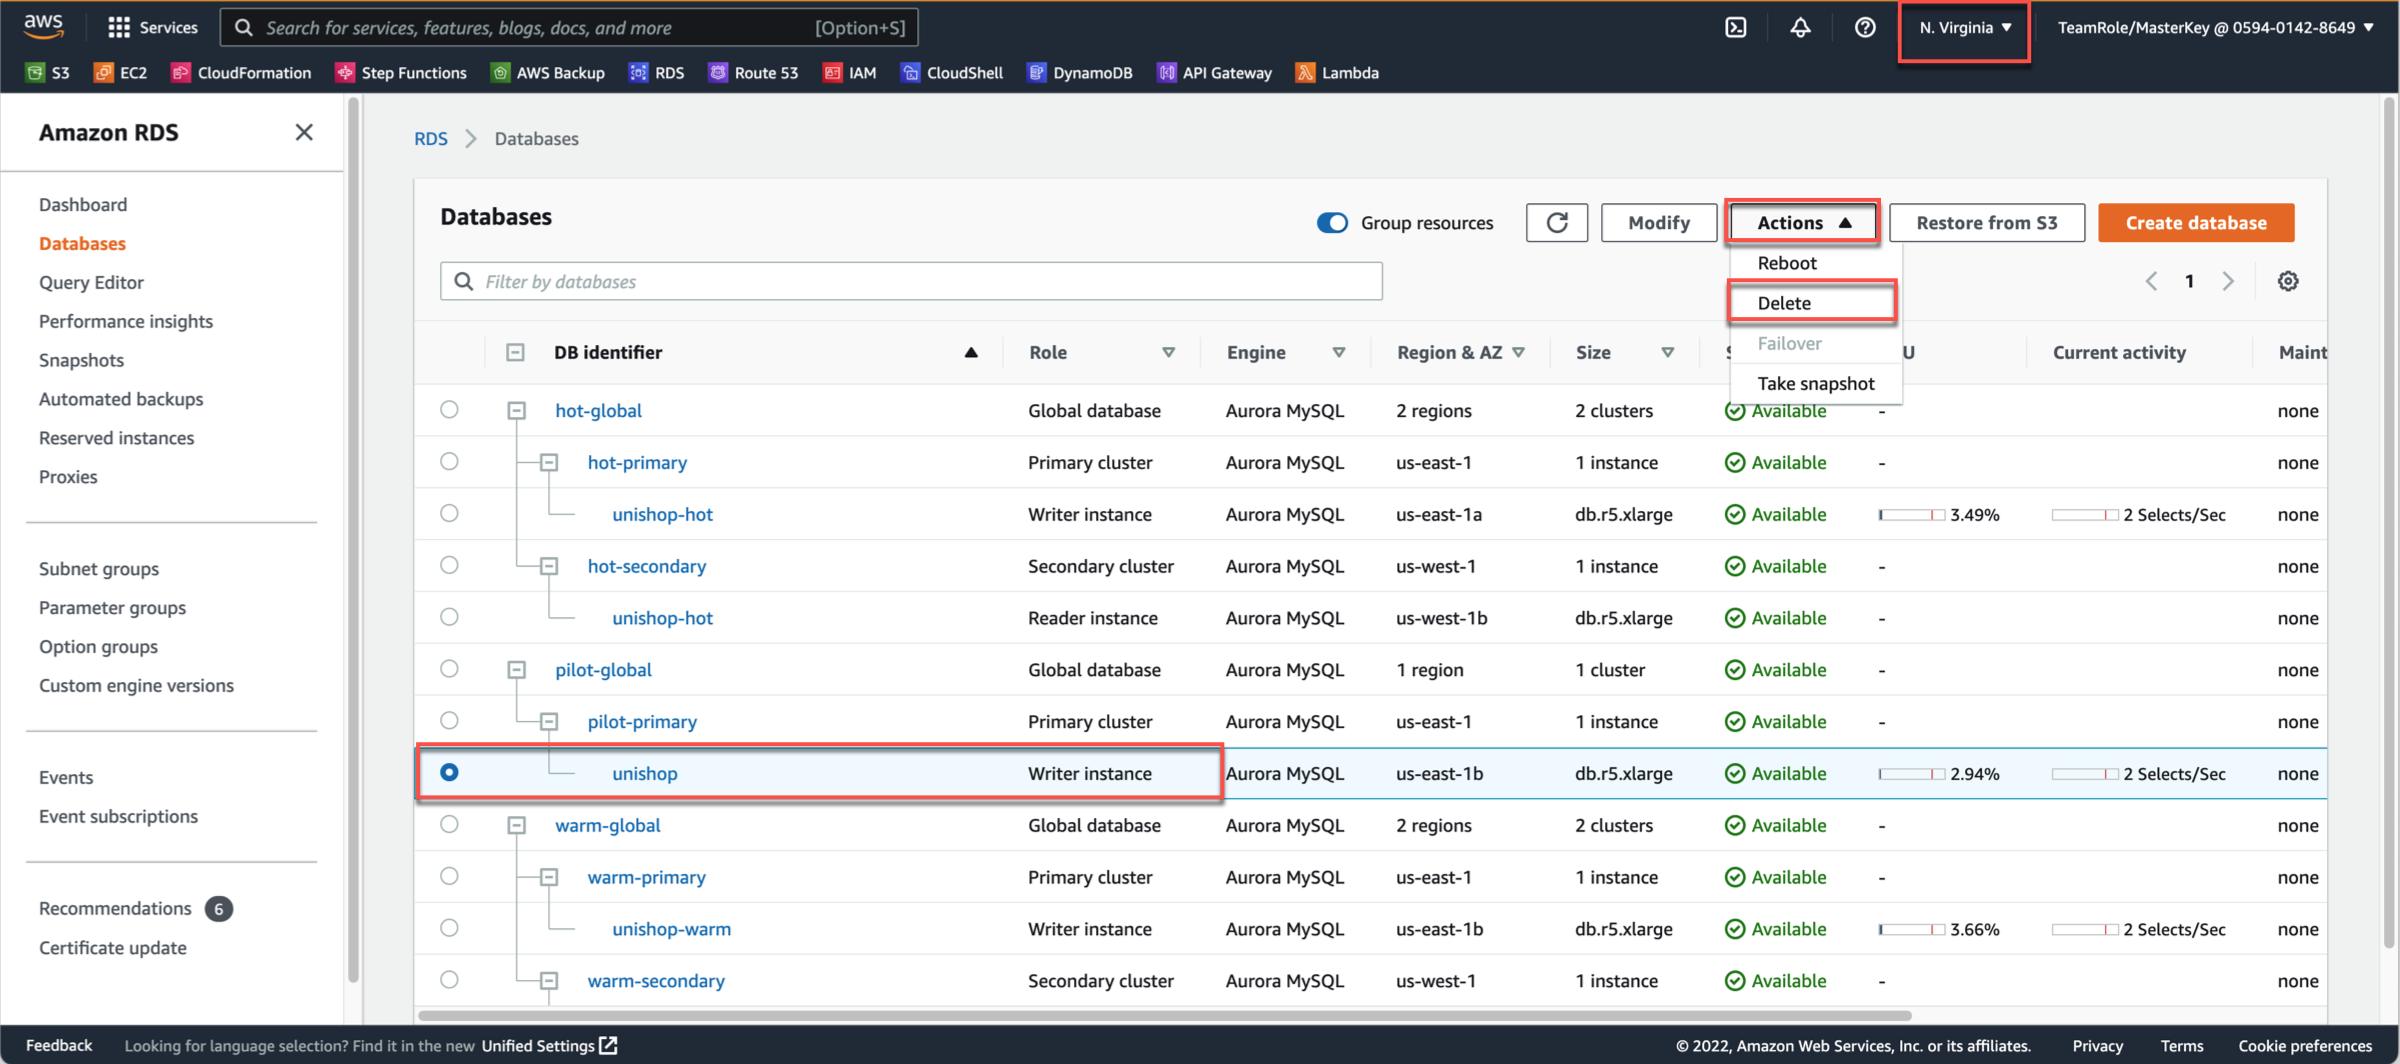 aws Services Search for services, features, blogs, docs, and more [Option+S] N. Virginia ▼ TeamRole/MasterKey @ 0594-0142-8649 ▼
S3 EC2 CloudFormation Step Functions AWS Backup RDS Route 53 IAM CloudShell DynamoDB API Gateway Lambda
Amazon RDS
Dashboard
Databases
Query Editor
Performance insights
Snapshots
Automated backups
Reserved instances
Proxies
Subnet groups
Parameter groups
Option groups
Custom engine versions
Events
Event subscriptions
Recommendations 6
Certificate update
RDS > Databases
Databases Group resources Modify Actions ▲ Restore from S3 Create database
Reboot
Delete
Failover
Take snapshot
Filter by databases < 1 >
DB identifier Role Engine Region & AZ Size U Current activity Maint
hot-global Global database Aurora MySQL 2 regions 2 clusters Available - none
hot-primary Primary cluster Aurora MySQL us-east-1 1 instance Available - none
unishop-hot Writer instance Aurora MySQL us-east-1a db.r5.xlarge Available 3.49% 2 Selects/Sec none
hot-secondary Secondary cluster Aurora MySQL us-west-1 1 instance Available - none
unishop-hot Reader instance Aurora MySQL us-west-1b db.r5.xlarge Available - none
pilot-global Global database Aurora MySQL 1 region 1 cluster Available - none
pilot-primary Primary cluster Aurora MySQL us-east-1 1 instance Available - none
unishop Writer instance Aurora MySQL us-east-1b db.r5.xlarge Available 2.94% 2 Selects/Sec none
warm-global Global database Aurora MySQL 2 regions 2 clusters Available - none
warm-primary Primary cluster Aurora MySQL us-east-1 1 instance Available - none
unishop-warm Writer instance Aurora MySQL us-east-1b db.r5.xlarge Available 3.66% 2 Selects/Sec none
warm-secondary Secondary cluster Aurora MySQL us-west-1 1 instance Available - none
Feedback Looking for language selection? Find it in the new Unified Settings © 2022, Amazon Web Services, Inc. or its affiliates. Privacy Terms Cookie preferences